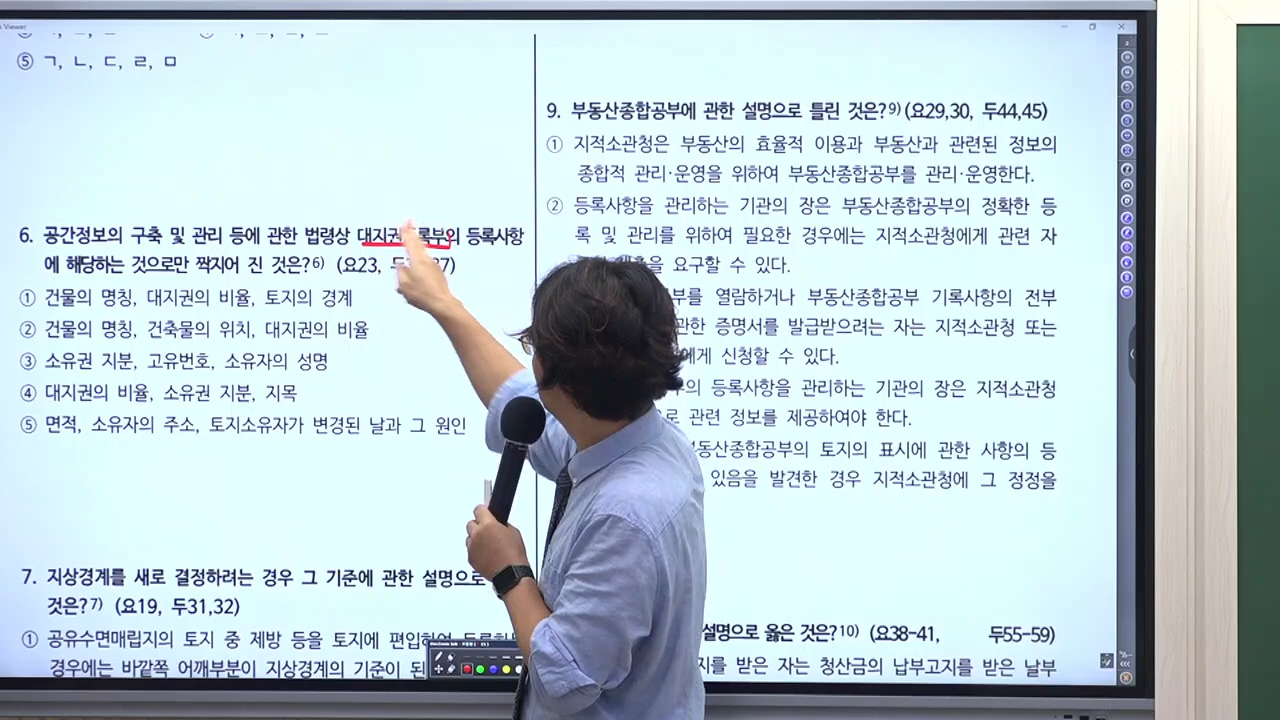 ⑤ ㄱ, ㄴ, ㄷ, ㄹ, ㅁ
6. 공간정보의 구축 및 관리 등에 관한 법령상 대지권 록부의 등록사항
에 해당하는 것으로만 짝지어 진 것은?6) (요23, 37)
① 건물의 명칭, 대지권의 비율, 토지의 경계
② 건물의 명칭, 건축물의 위치, 대지권의 비율
③ 소유권 지분, 고유번호, 소유자의 성명
④ 대지권의 비율, 소유권 지분, 지목
⑤ 면적, 소유자의 주소, 토지소유자가 변경된 날과 그 원인
7. 지상경계를 새로 결정하려는 경우 그 기준에 관한 설명으로
것은?7) (요19, 두31,32)
① 공유수면매립지의 토지 중 제방 등을 토지에 편입하여
경우에는 바깥쪽 어깨부분이 지상경계의 기준이 된
9. 부동산종합공부에 관한 설명으로 틀린 것은?9) (요29,30, 두44,45)
① 지적소관청은 부동산의 효율적 이용과 부동산과 관련된 정보의
종합적 관리·운영을 위하여 부동산종합공부를 관리·운영한다.
② 등록사항을 관리하는 기관의 장은 부동산종합공부의 정확한 등
록 및 관리를 위하여 필요한 경우에는 지적소관청에게 관련 자
을 요구할 수 있다.
부를 열람하거나 부동산종합공부 기록사항의 전부
관한 증명서를 발급받으려는 자는 지적소관청 또는
에게 신청할 수 있다.
의 등록사항을 관리하는 기관의 장은 지적소관청
로 관련 정보를 제공하여야 한다.
부동산종합공부의 토지의 표시에 관한 사항의 등
있음을 발견한 경우 지적소관청에 그 정정을
설명으로 옳은 것은?10) (요38-41, 두55-59)
지를 받은 자는 청산금의 납부고지를 받은 날부